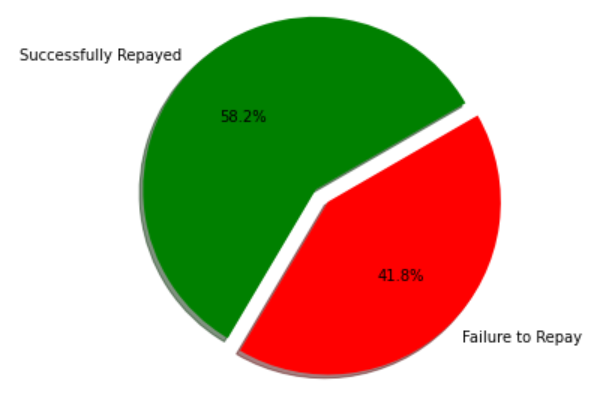 Successfully Repayed
58.2%
41.8%
Failure to Repay